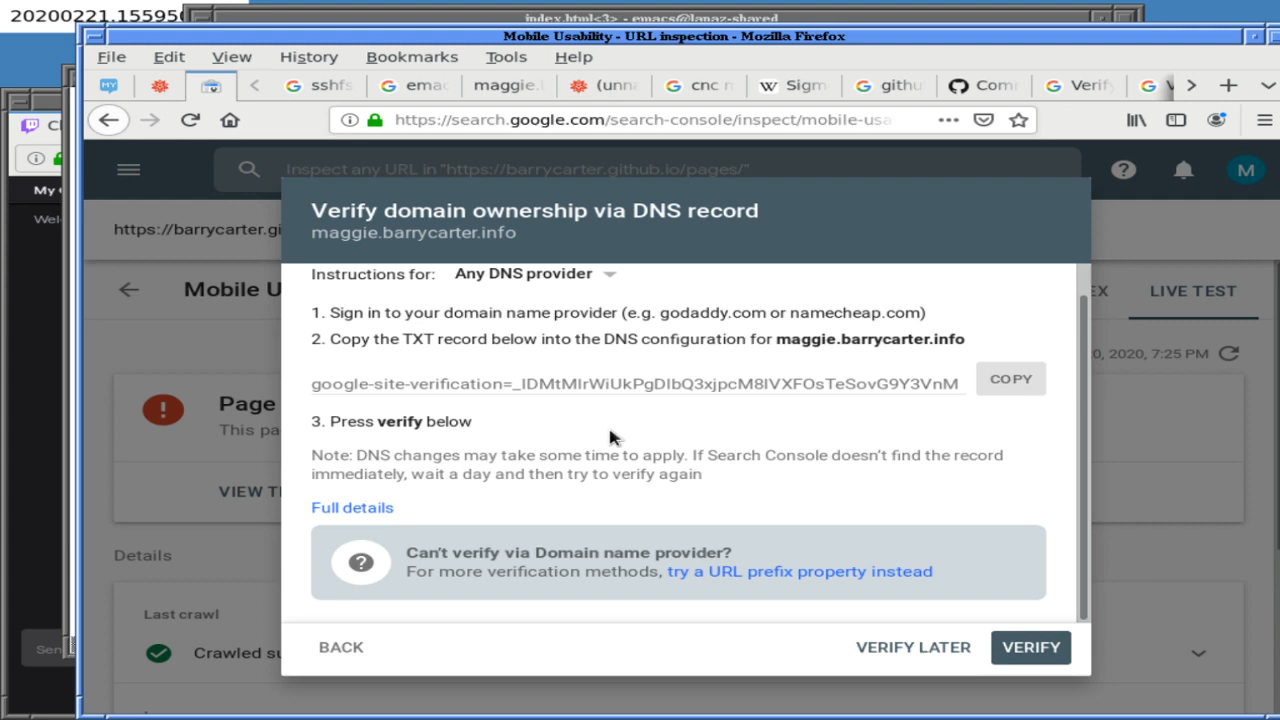 20200221.15595
index.html<3> - emacs@lanaz-shared
Mobile Usability - URL inspection - Mozilla Firefox
File Edit View History Bookmarks Tools Help
sshfs emac maggie. (unn cnc r Sigm githu Com Verify
https://search.google.com/search-console/inspect/mobile-usa
Inspect any URL in "https://barrycarter.github.io/pages/"
M
My
Wel
https://barrycarter.gi
Verify domain ownership via DNS record
maggie.barrycarter.info
Instructions for: Any DNS provider
Mobile U
EX LIVE TEST
1. Sign in to your domain name provider (e.g. godaddy.com or namecheap.com)
2. Copy the TXT record below into the DNS configuration for maggie.barrycarter.info
0, 2020, 7:25 PM
google-site-verification=_IDMtMIrWiUkPgDIbQ3xjpcM8IVXFOsTeSovG9Y3VnM
COPY
Page
This pa
3. Press verify below
Note: DNS changes may take some time to apply. If Search Console doesn't find the record
immediately, wait a day and then try to verify again
VIEW T
Full details
Details
Can't verify via Domain name provider?
For more verification methods, try a URL prefix property instead
Last crawl
Crawled su
Sen
BACK
VERIFY LATER
VERIFY